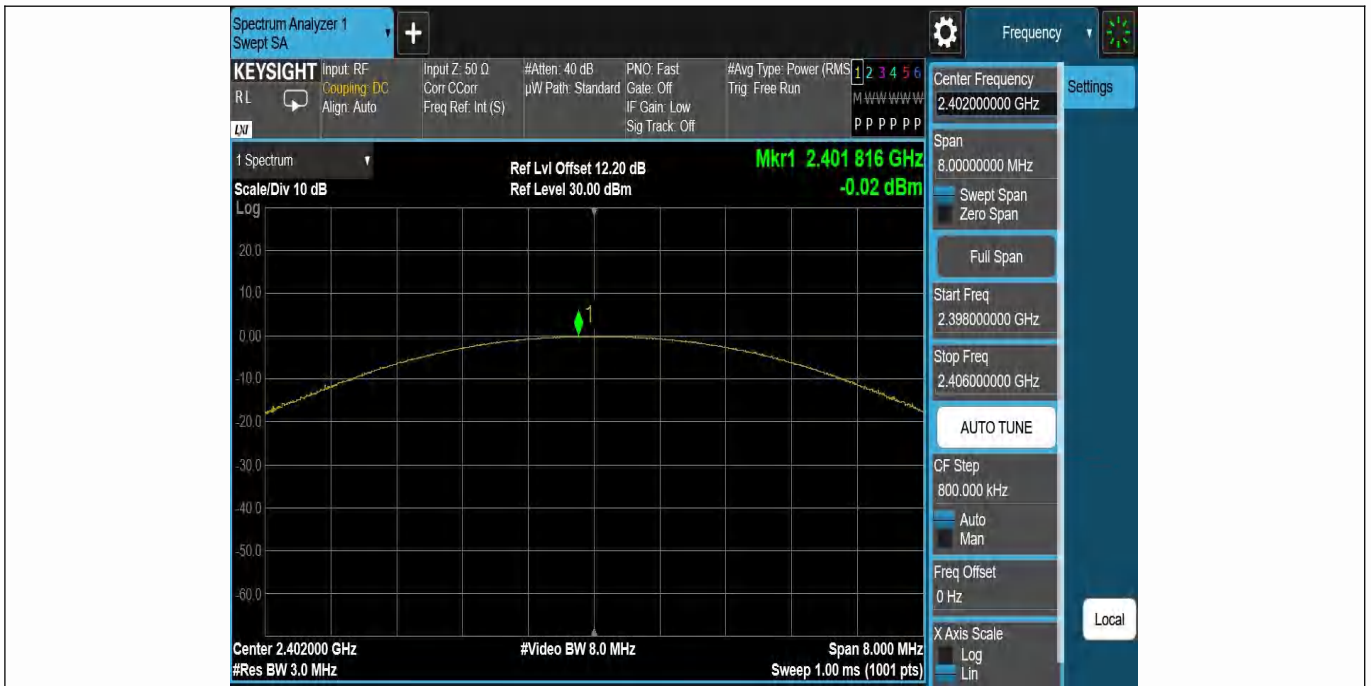 Spectrum Analyzer 1
Swept SA
+
Frequency
KEYSIGHT
RL
LXI
Input: RF
Coupling: DC
Align: Auto
Input Z: 50 Ω
Corr CCorr
Freq Ref: Int (S)
#Atten: 40 dB
µW Path: Standard
PNO: Fast
Gate: Off
IF Gain: Low
Sig Track: Off
#Avg Type: Power (RMS
Trig: Free Run
1 2 3 4 5 6
M W W W W W
P P P P P P
1 Spectrum
Scale/Div 10 dB
Ref Lvl Offset 12.20 dB
Ref Level 30.00 dBm
Mkr1 2.401 816 GHz
-0.02 dBm
Log
20.0
10.0
0.00
-10.0
-20.0
-30.0
-40.0
-50.0
-60.0
1
Center 2.402000 GHz
#Res BW 3.0 MHz
#Video BW 8.0 MHz
Span 8.000 MHz
Sweep 1.00 ms (1001 pts)
Center Frequency
2.402000000 GHz
Settings
Span
8.00000000 MHz
Swept Span
Zero Span
Full Span
Start Freq
2.398000000 GHz
Stop Freq
2.406000000 GHz
AUTO TUNE
CF Step
800.000 kHz
Auto
Man
Freq Offset
0 Hz
X Axis Scale
Log
Lin
Local